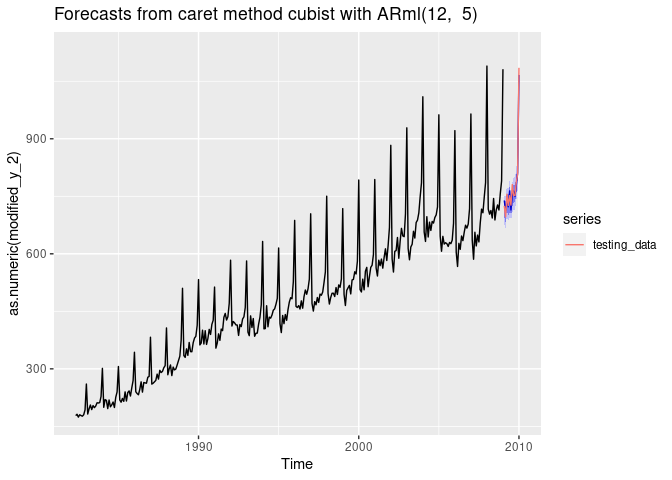 Forecasts from caret method cubist with ARml(12,  5)
as.numeric(modified_y_2)
900
600
300
1990
2000
2010
Time
series
testing_data